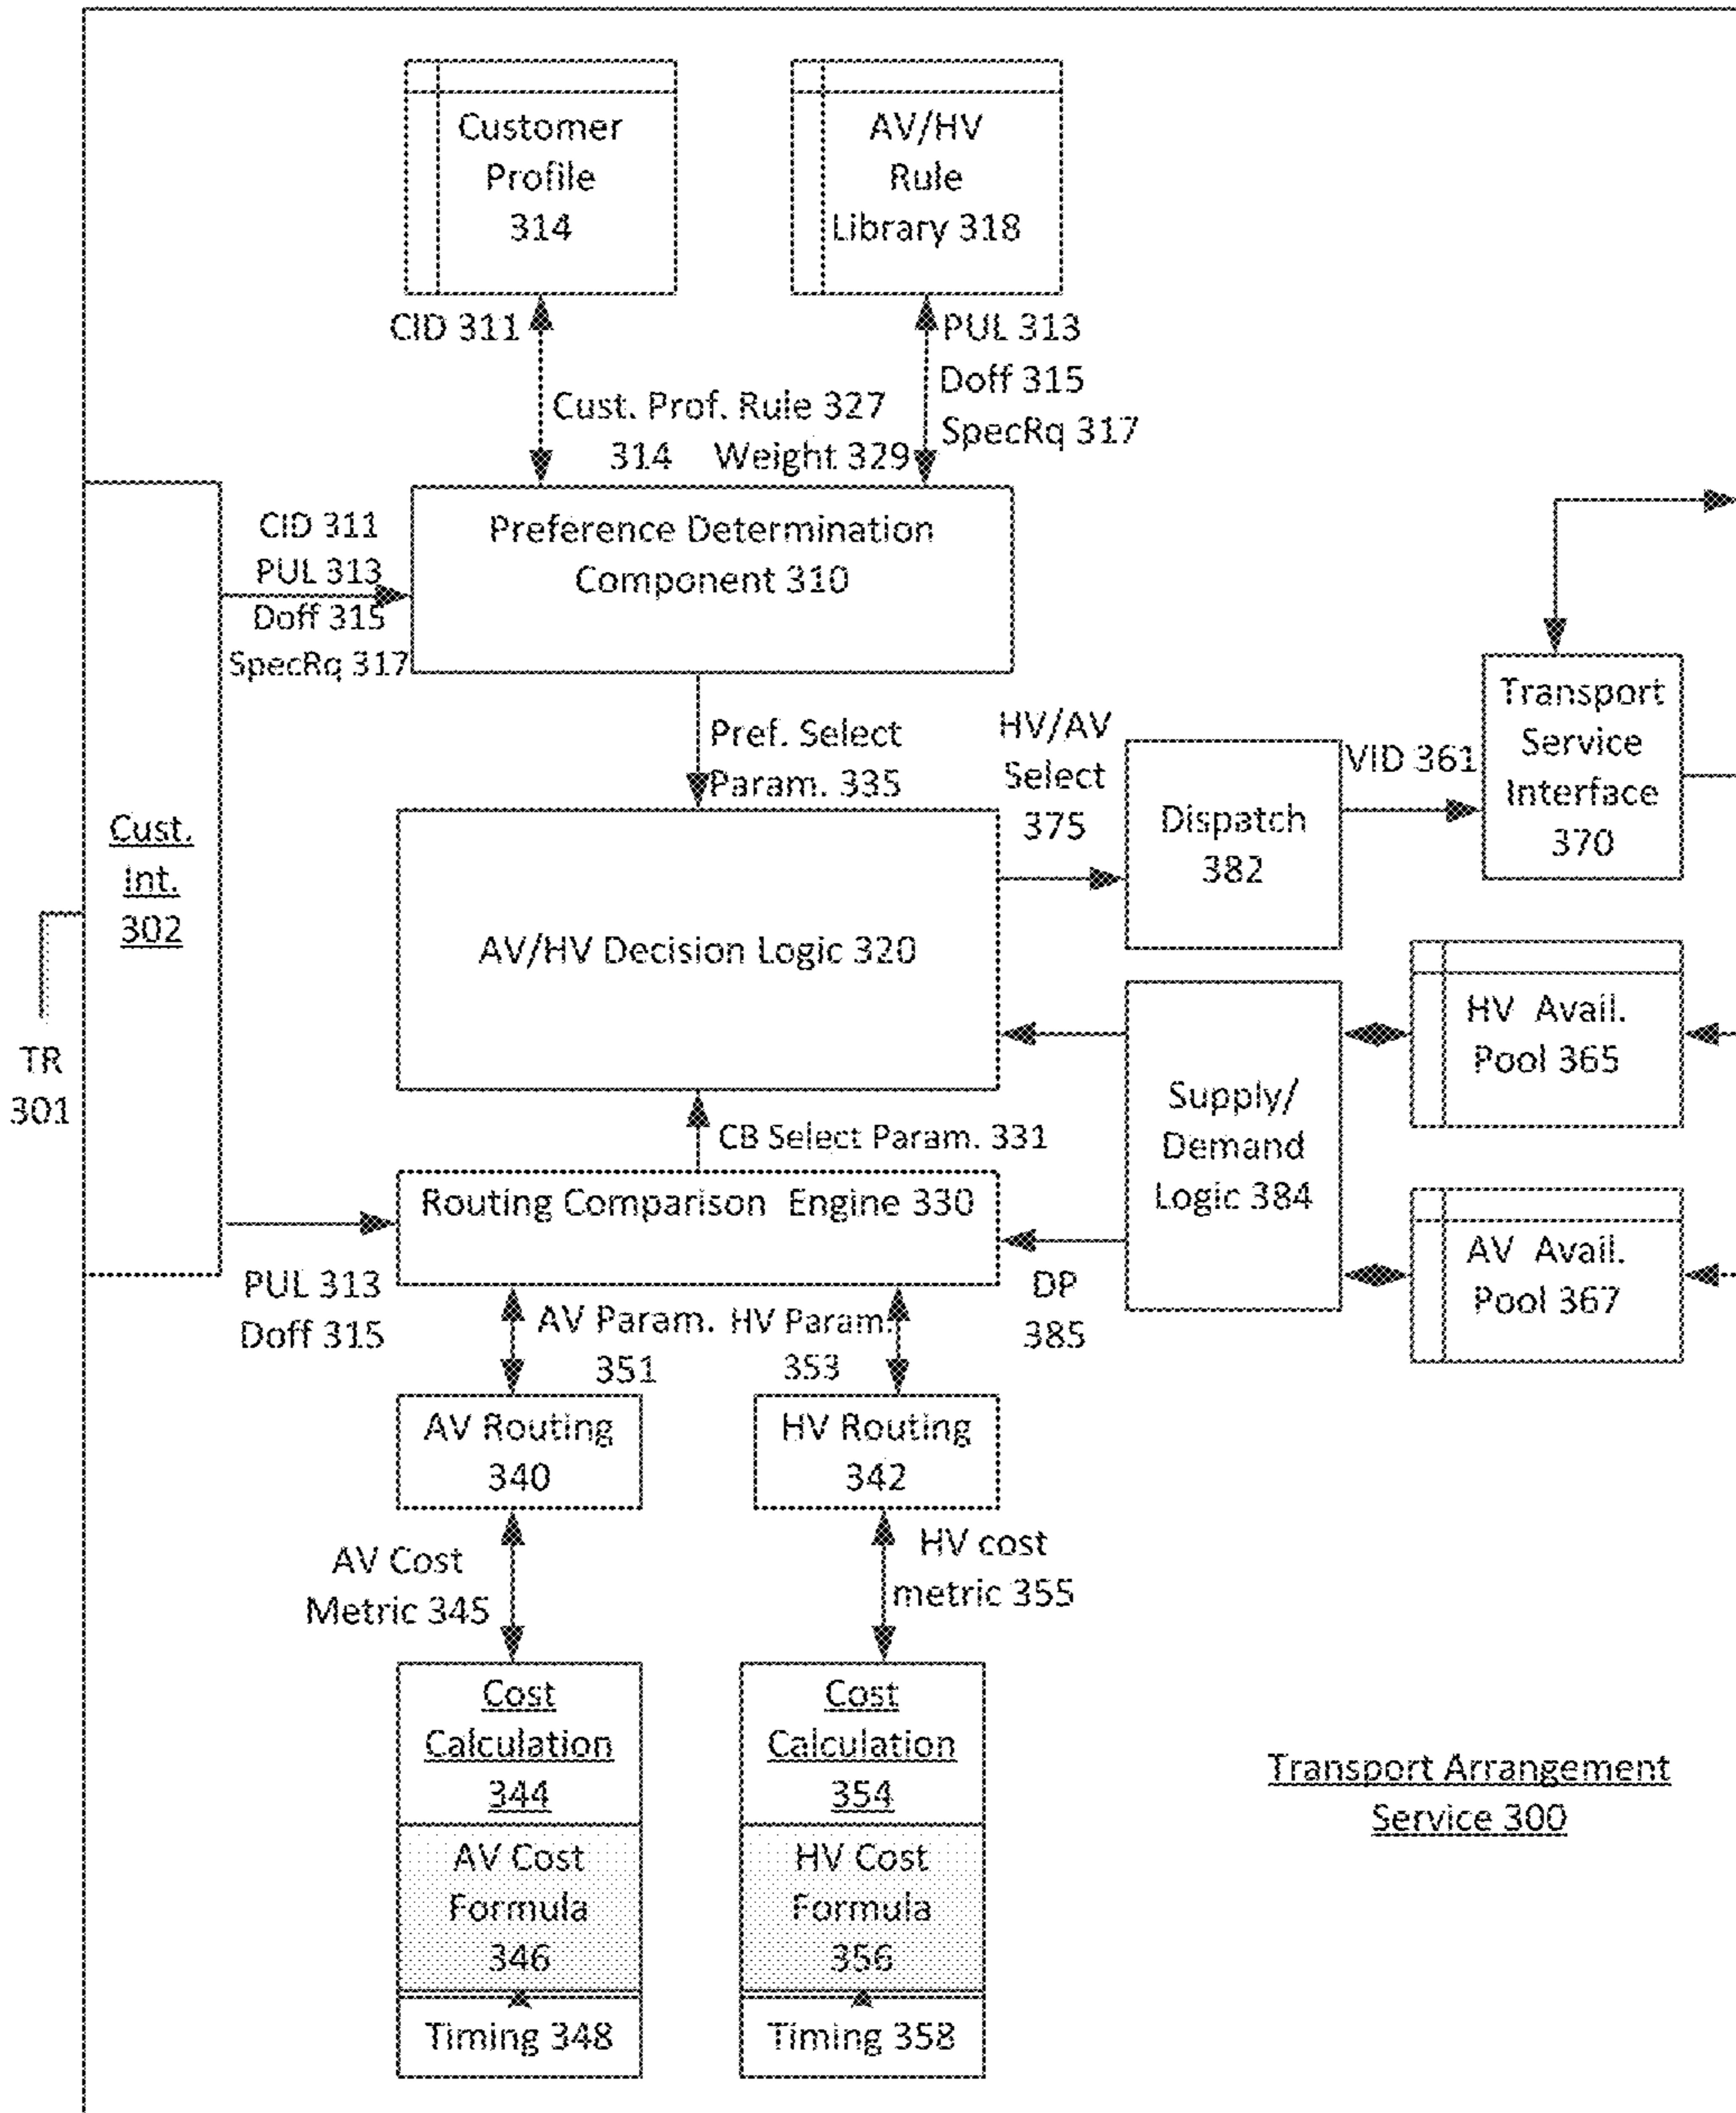 Customer
Profile
314
AV/HV
Rule
Library 318
CID 311
PUL 313
Doff 315
SpecRq 317
Cust. Prof. Rule 327
314 Weight 329
CID 311
PUL 313
Doff 315
SpecRq 317
Preference Determination
Component 310
Pref. Select
Param. 335
HV/AV
Select
375
Dispatch
382
VID 361
Transport
Service
Interface
370
Cust.
Int.
302
AV/HV Decision Logic 320
TR
301
HV Avail.
Pool 365
Supply/
Demand
Logic 384
CB Select Param. 331
Routing Comparison Engine 330
AV Avail.
Pool 367
PUL 313
Doff 315
DP
385
AV Param.
351
HV Param.
353
AV Routing
340
HV Routing
342
AV Cost
Metric 345
HV cost
metric 355
Cost
Calculation
344
AV Cost
Formula
346
Timing 348
Cost
Calculation
354
HV Cost
Formula
356
Timing 358
Transport Arrangement
Service 300